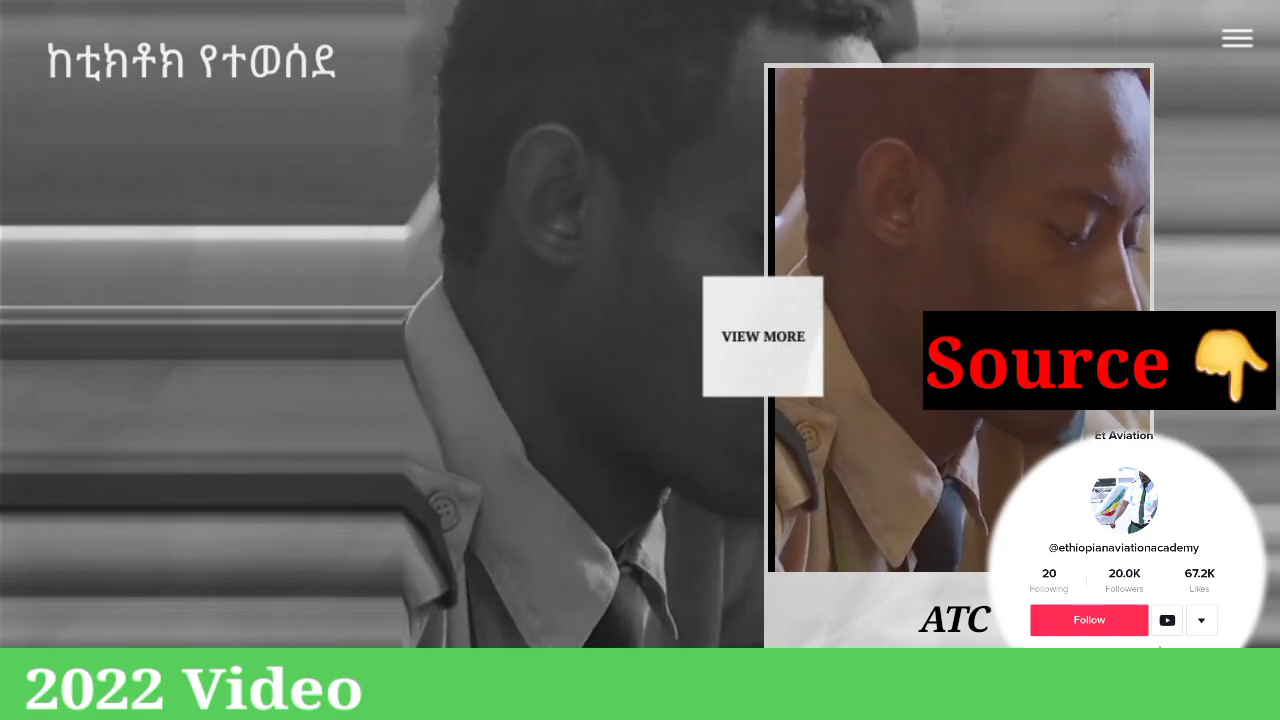 ከቲክቶክ የተወሰደ
VIEW MORE
Source 👇
Et Aviation
@ethiopianaviationacademy
20 20.0K 67.2K
Following Followers Likes
Follow
ATC
2022 Video